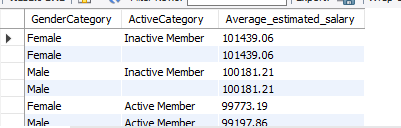 GenderCategory ActiveCategory Average_estimated_salary
Female Inactive Member 101439.06
Female 101439.06
Male Inactive Member 100181.21
Male 100181.21
Female Active Member 99773.19
Male Active Member 99197.86